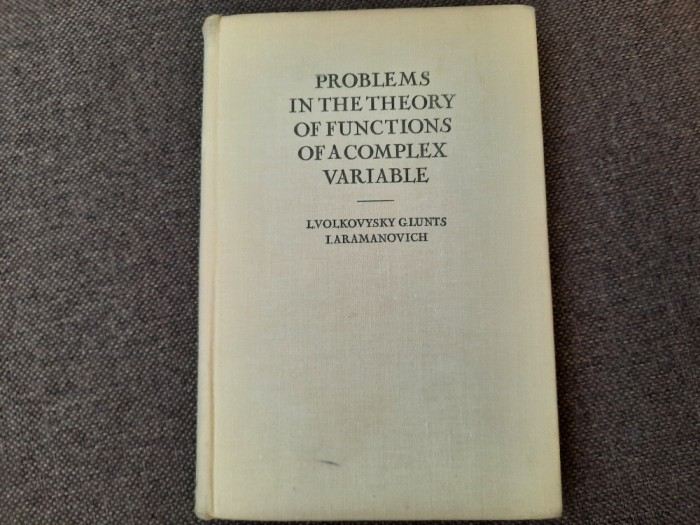 PROBLEMS
IN THE THEORY
OF FUNCTIONS
OF A COMPLEX
VARIABLE
L.VOLKOVYSKY G.LUNTS
I.ARAMANOVICH